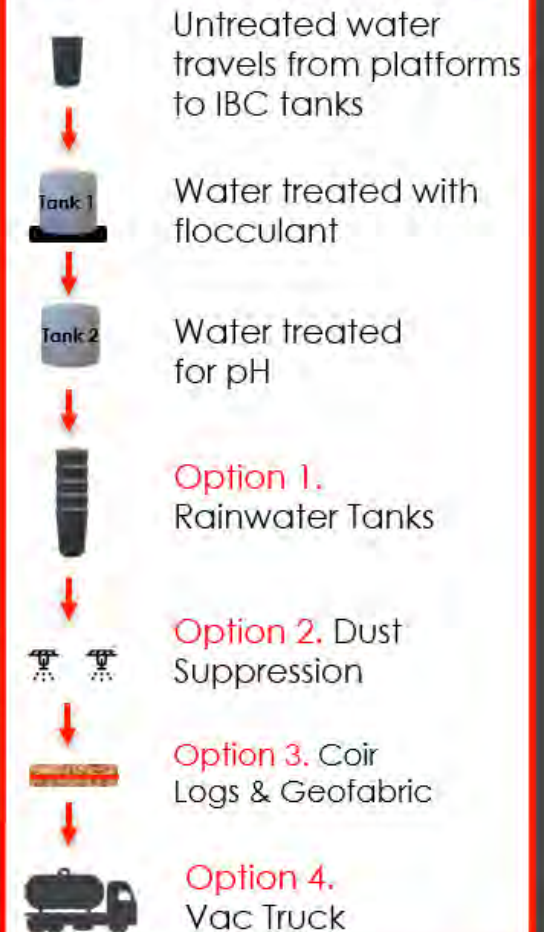 Untreated water
travels from platforms
to IBC tanks
Tank 1
Water treated with
flocculant
Tank 2
Water treated
for pH
Option 1.
Rainwater Tanks
Option 2. Dust
Suppression
Option 3. Coir
Logs & Geofabric
Option 4.
Vac Truck